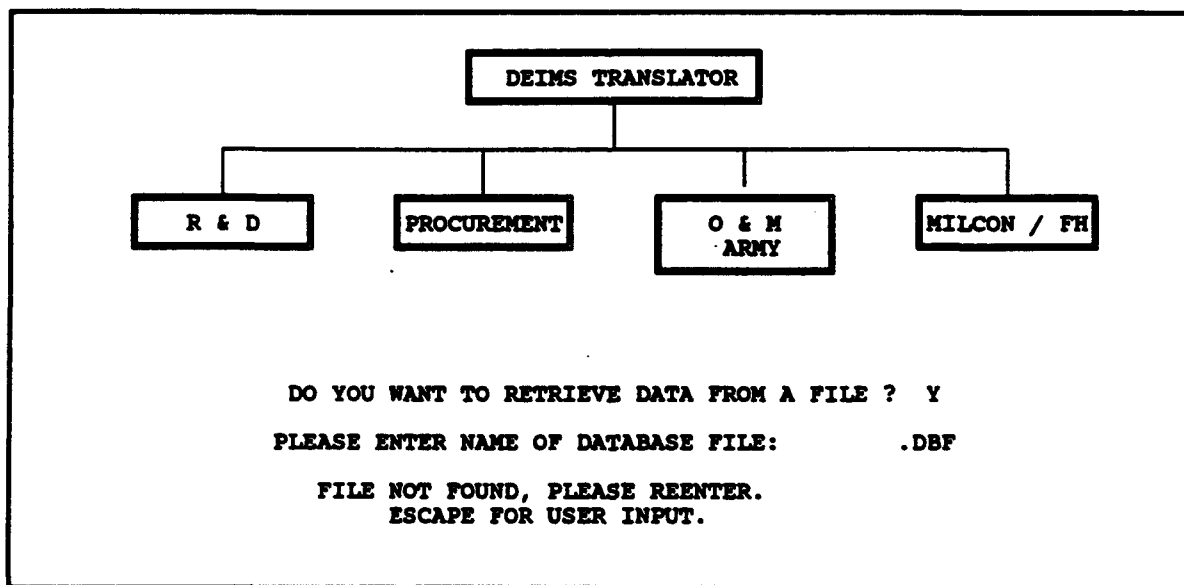 DEIMS TRANSLATOR
R & D
PROCUREMENT
O & M
ARMY
MILCON / FH
DO YOU WANT TO RETRIEVE DATA FROM A FILE ? Y
PLEASE ENTER NAME OF DATABASE FILE: .DBF
FILE NOT FOUND, PLEASE REENTER.
ESCAPE FOR USER INPUT.